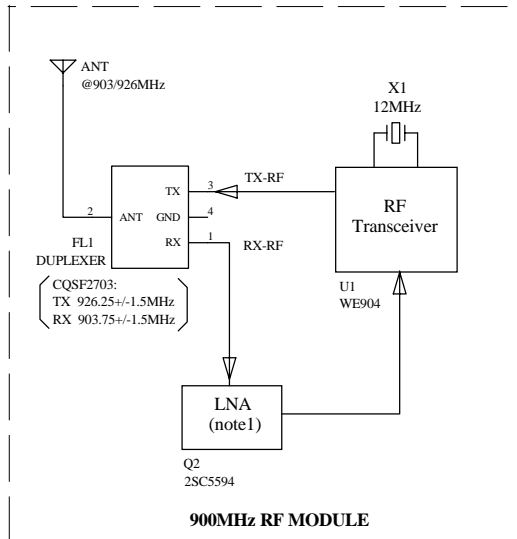 ANT
@903/926MHz
X1
12MHz
TX
3
TX-RF
2
ANT
GND
4
RX
1
RX-RF
RF
Transceiver
FL1
DUPLEXER
CQSF2703:
TX 926.25+/-1.5MHz
RX 903.75+/-1.5MHz
U1
WE904
LNA
(note1)
Q2
2SC5594
900MHz RF MODULE